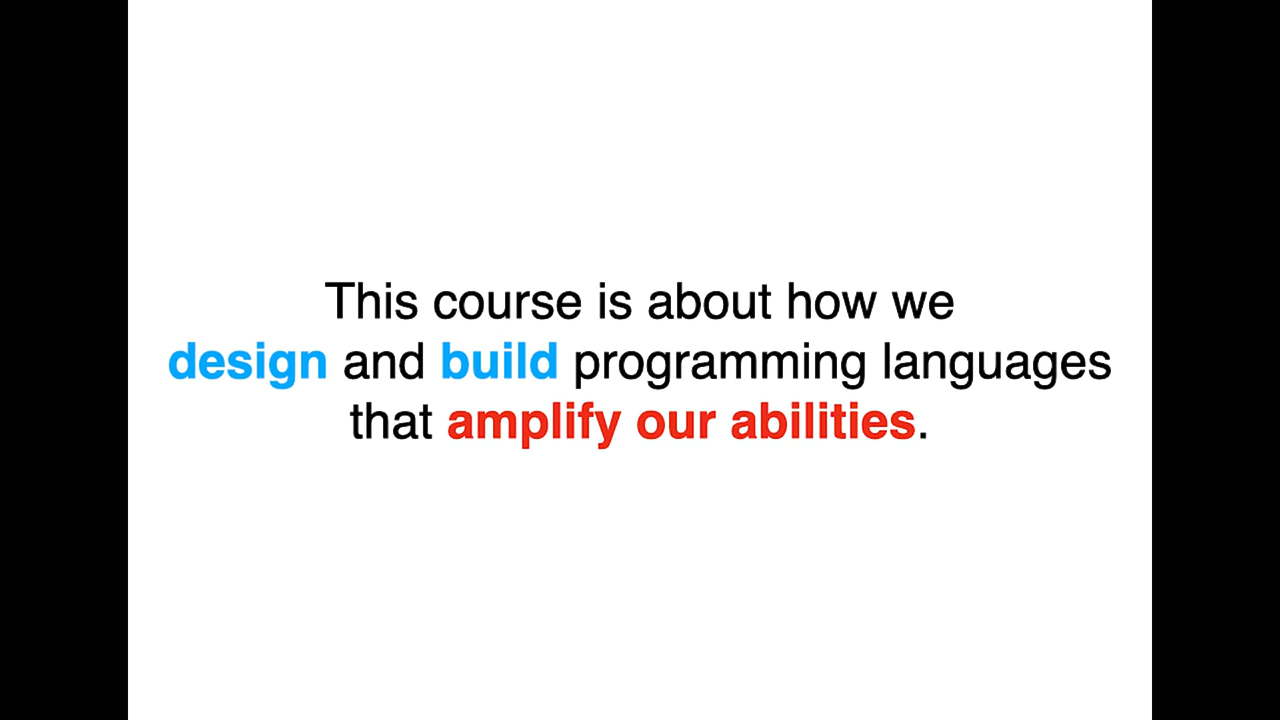 This course is about how we
design and build programming languages
that amplify our abilities.